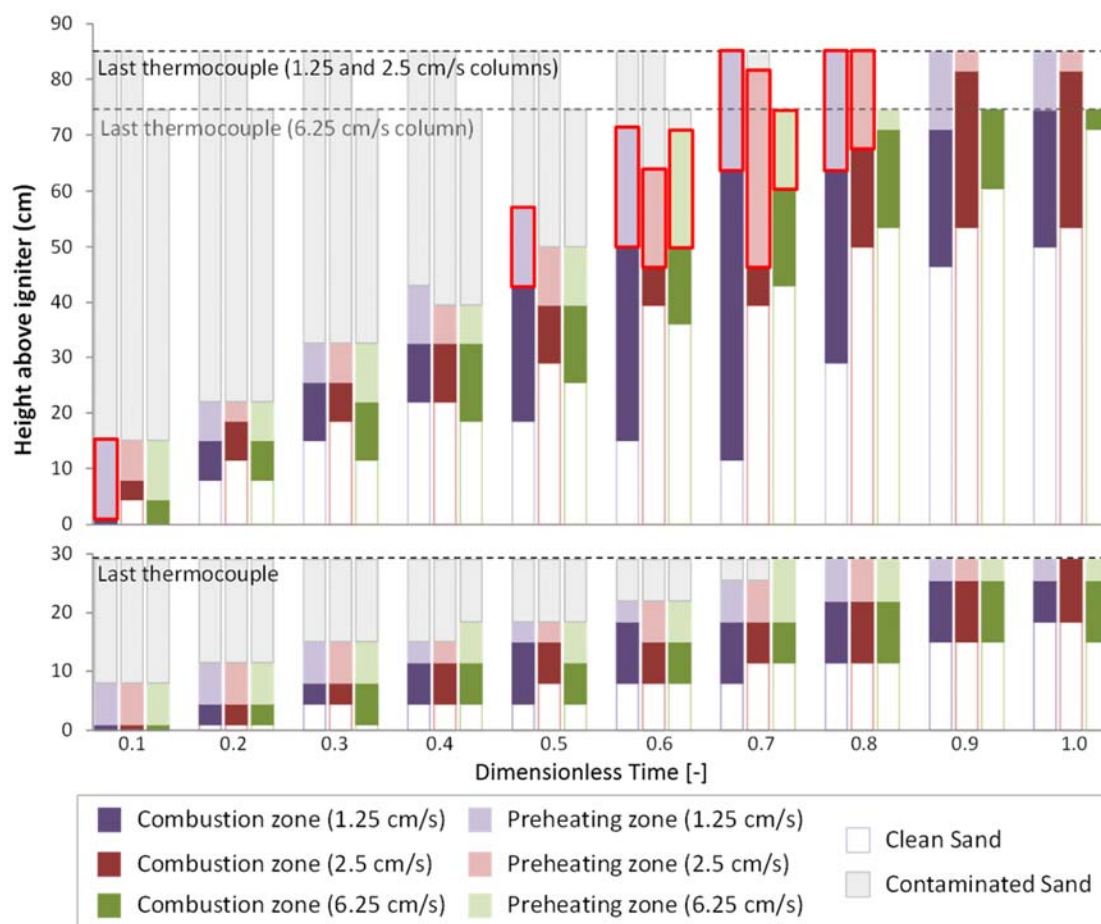 90
80
70
60
50
40
30
20
10
0
Height above igniter (cm)
Last thermocouple (1.25 and 2.5 cm/s columns)
Last thermocouple (6.25 cm/s column)
30
20
10
0
Last thermocouple
0.1 0.2 0.3 0.4 0.5 0.6 0.7 0.8 0.9 1.0
Dimensionless Time [-]
Combustion zone (1.25 cm/s)
Preheating zone (1.25 cm/s)
Clean Sand
Combustion zone (2.5 cm/s)
Preheating zone (2.5 cm/s)
Contaminated Sand
Combustion zone (6.25 cm/s)
Preheating zone (6.25 cm/s)